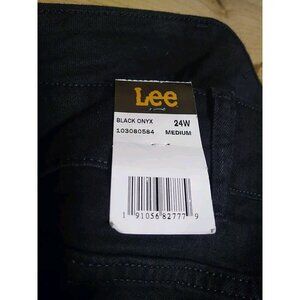 Lee
BLACK ONYX 24W
103080584 MEDIUM
1 91056 82777 9